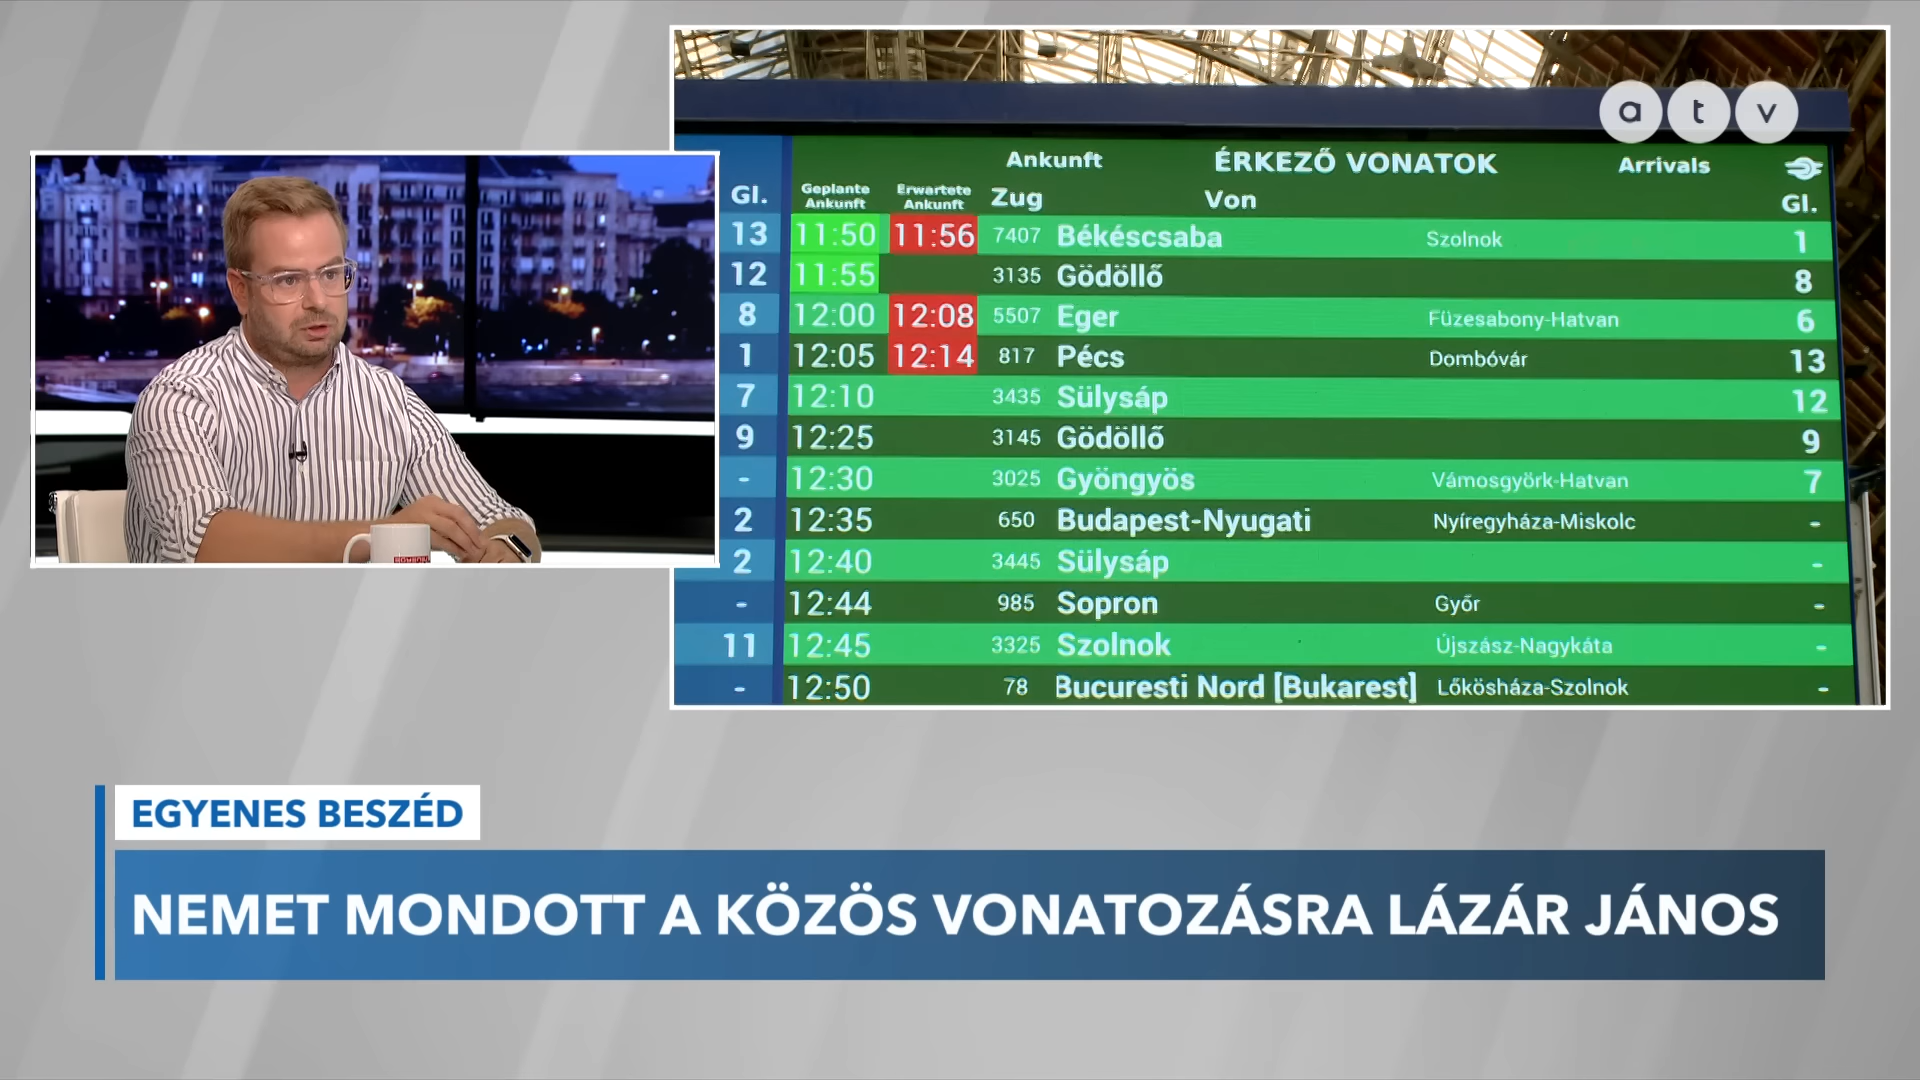 a t v
Ankunft ÉRKEZŐ VONATOK Arrivals
Gl. Geplante Ankunft Erwartete Ankunft Zug Von Gl.
13 11:50 11:56 7407 Békéscsaba Szolnok 1
12 11:55 3135 Gödöllő 8
8 12:00 12:08 5507 Eger Füzesabony-Hatvan 6
1 12:05 12:14 817 Pécs Dombóvár 13
7 12:10 3435 Sülysáp 12
9 12:25 3145 Gödöllő 9
- 12:30 3025 Gyöngyös Vámosgyörk-Hatvan 7
2 12:35 650 Budapest-Nyugati Nyíregyháza-Miskolc -
2 12:40 3445 Sülysáp -
- 12:44 985 Sopron Győr -
11 12:45 3325 Szolnok Újszász-Nagykáta -
- 12:50 78 Bucuresti Nord [Bukarest] Lőkösháza-Szolnok -
EGYENES BESZÉD
NEMET MONDOTT A KÖZÖS VONATOZÁSRA LÁZÁR JÁNOS